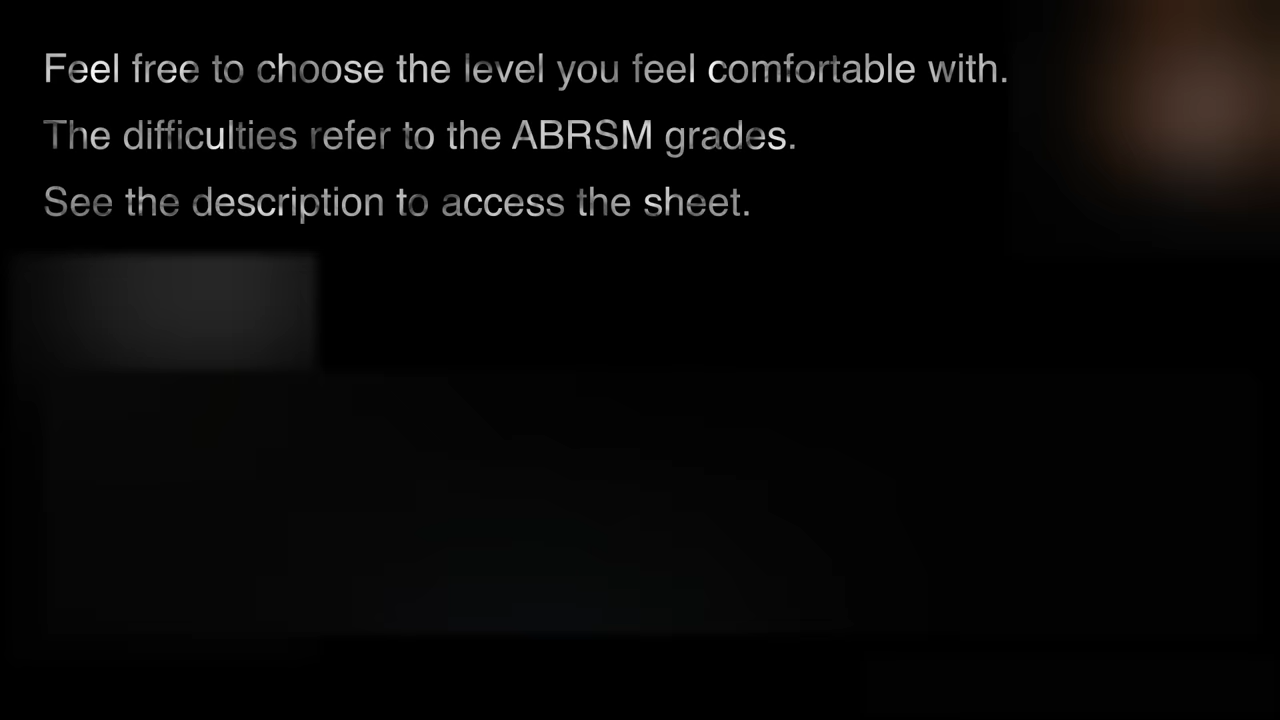 Feel free to choose the level you feel comfortable with.
The difficulties refer to the ABRSM grades.
See the description to access the sheet.